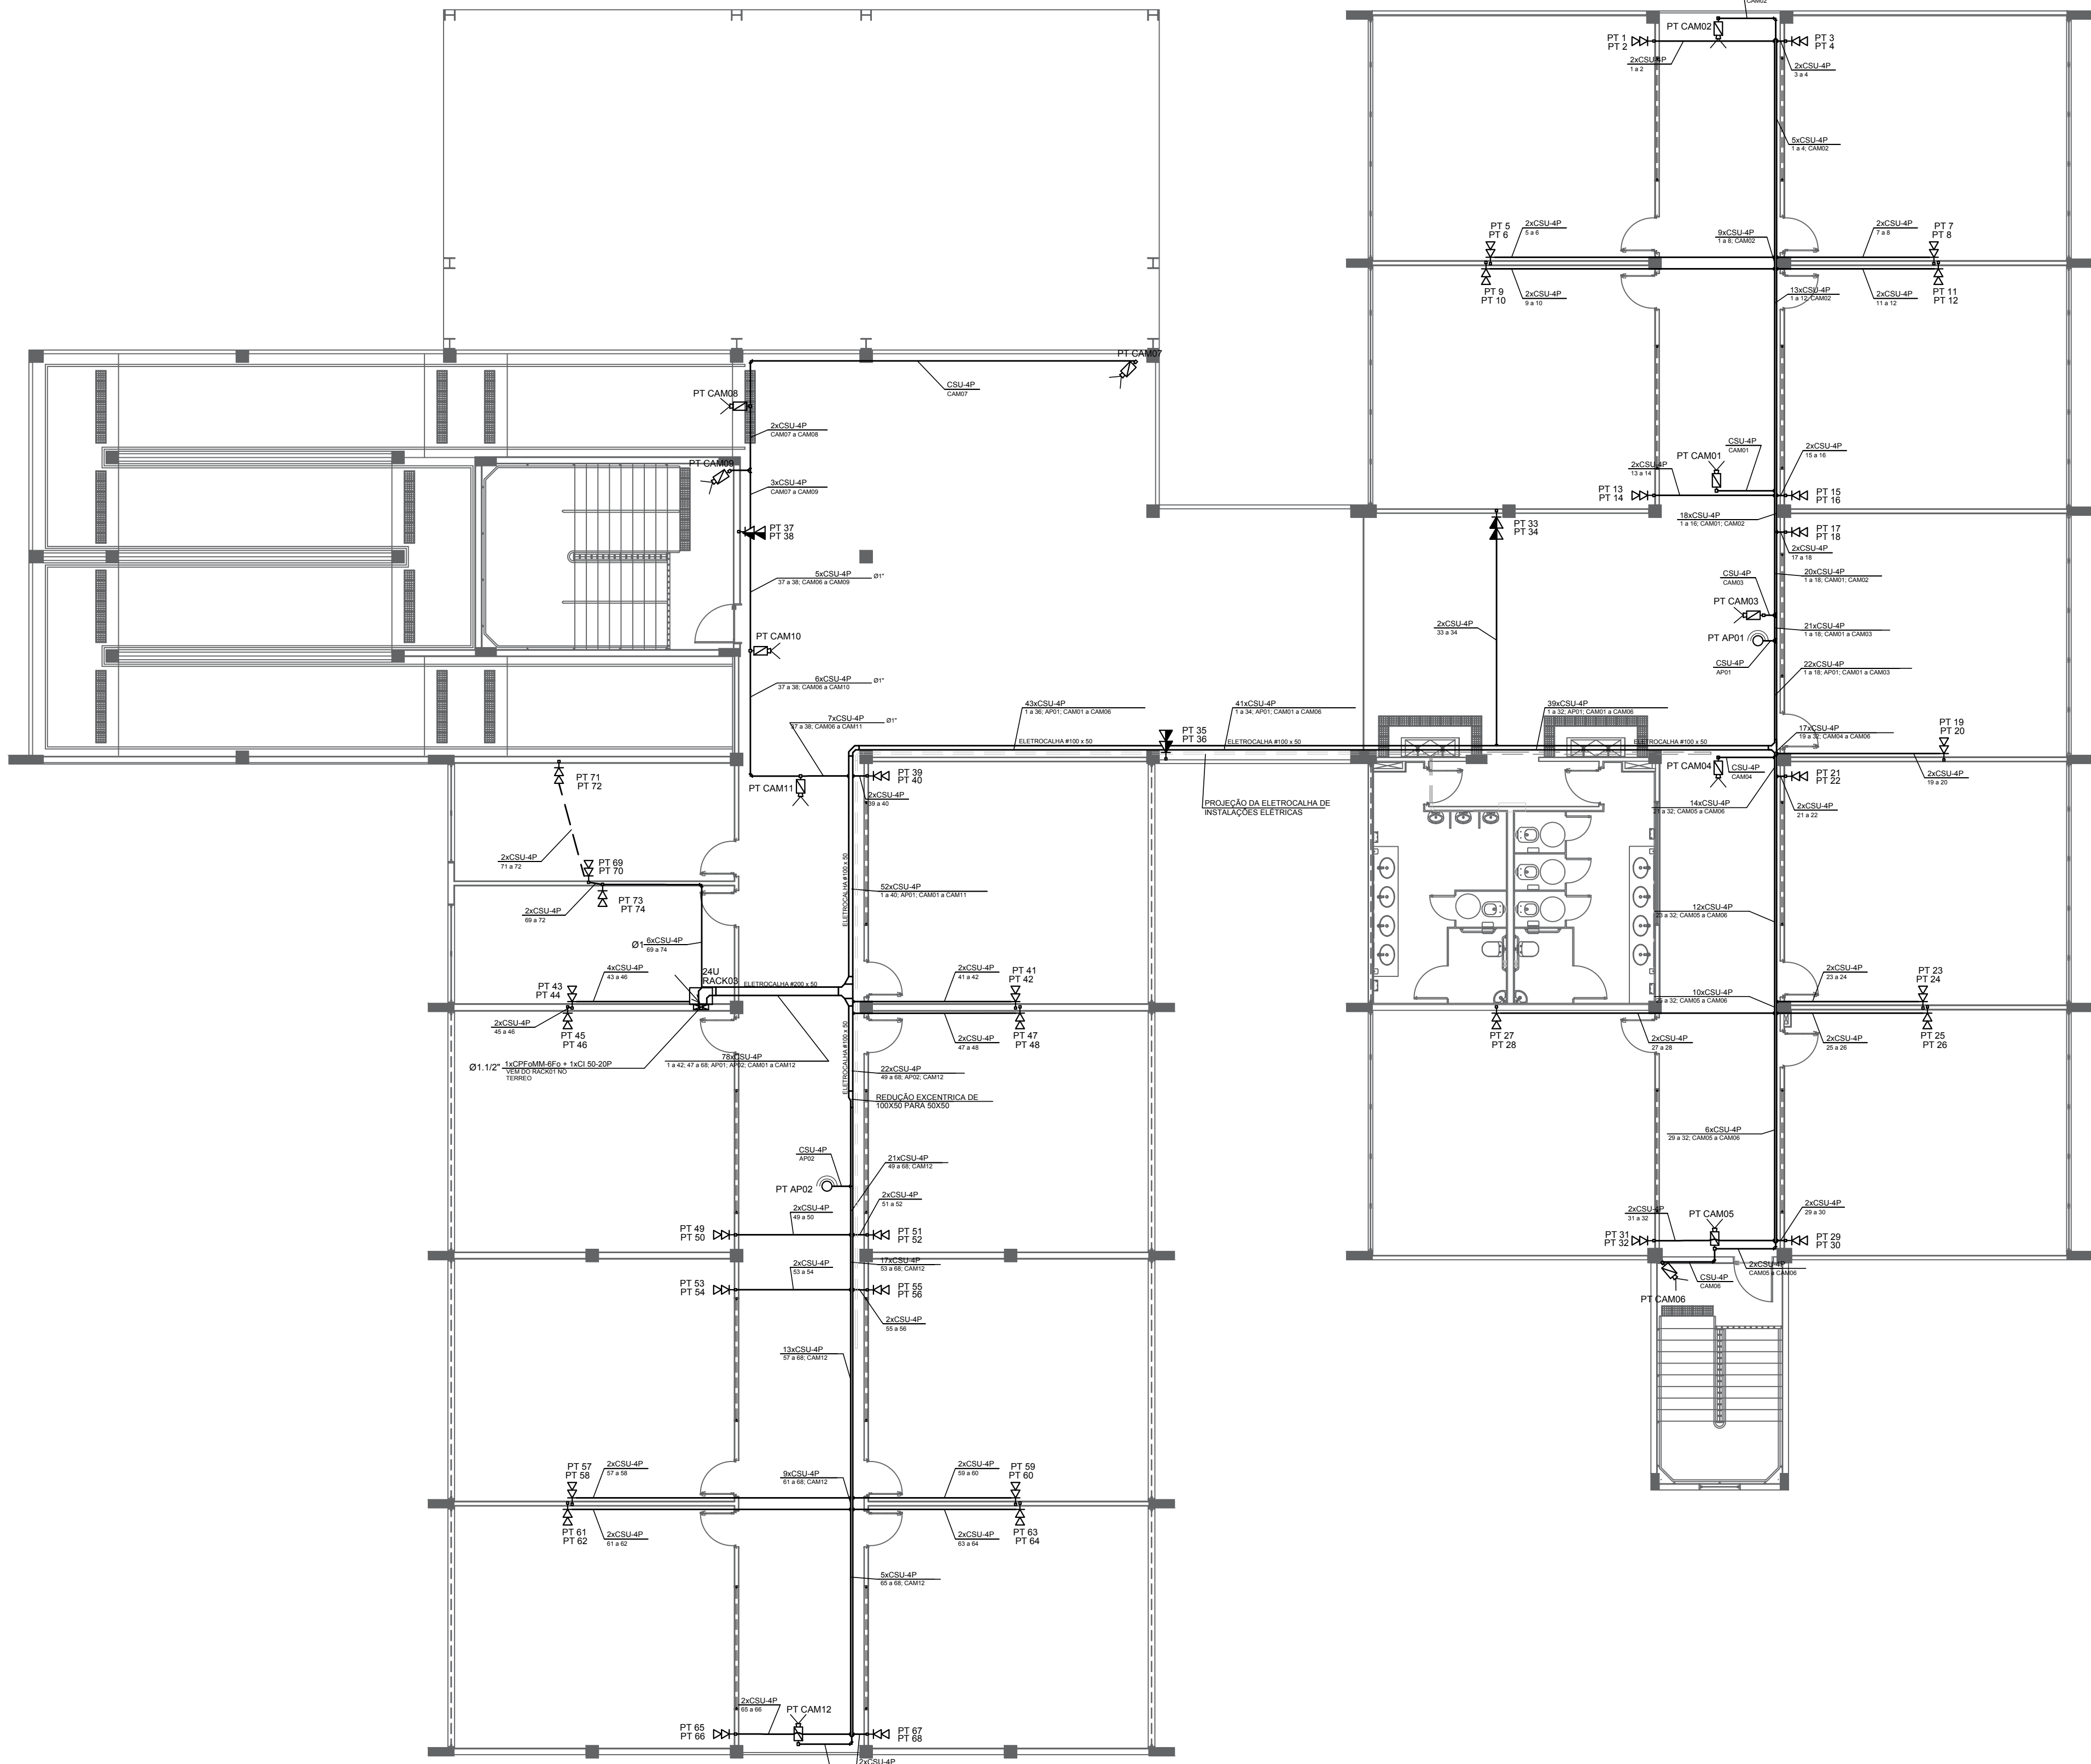 CAM02
PT CAM02
PT 1
PT 2
PT 3
PT 4
2xCSU-4P
1 a 2
2xCSU-4P
3 a 4
5xCSU-4P
1 a 4; CAM02
PT 5
PT 6
2xCSU-4P
5 a 6
9xCSU-4P
1 a 8; CAM02
2xCSU-4P
7 a 8
PT 7
PT 8
PT 9
PT 10
2xCSU-4P
9 a 10
13xCSU-4P
1 a 12; CAM02
2xCSU-4P
11 a 12
PT 11
PT 12
PT CAM07
CSU-4P
CAM07
PT CAM08
2xCSU-4P
CAM07 a CAM08
PT CAM09
3xCSU-4P
CAM07 a CAM09
PT 37
PT 38
5xCSU-4P
37 a 38; CAM06 a CAM09
Ø1"
PT CAM10
6xCSU-4P
37 a 38; CAM06 a CAM10
Ø1"
7xCSU-4P
37 a 38; CAM06 a CAM11
Ø1"
PT CAM11
CSU-4P
CAM01
PT CAM01
2xCSU-4P
15 a 16
2xCSU-4P
13 a 14
PT 13
PT 14
PT 15
PT 16
18xCSU-4P
1 a 16; CAM01; CAM02
PT 33
PT 34
PT 17
PT 18
2xCSU-4P
17 a 18
CSU-4P
CAM03
20xCSU-4P
1 a 18; CAM01; CAM02
PT CAM03
2xCSU-4P
33 a 34
21xCSU-4P
1 a 18; CAM01 a CAM03
PT AP01
CSU-4P
AP01
22xCSU-4P
1 a 18; AP01; CAM01 a CAM03
43xCSU-4P
1 a 36; AP01; CAM01 a CAM06
41xCSU-4P
1 a 34; AP01; CAM01 a CAM06
39xCSU-4P
1 a 32; AP01; CAM01 a CAM06
ELETROCALHA #100 x 50
PT 35
PT 36
ELETROCALHA #100 x 50
ELETROCALHA #100 x 50
17xCSU-4P
19 a 32; CAM04 a CAM06
PT 19
PT 20
2xCSU-4P
19 a 20
PT CAM04
CSU-4P
CAM04
PT 21
PT 22
2xCSU-4P
21 a 22
14xCSU-4P
21 a 32; CAM05 a CAM06
PROJEÇÃO DA ELETROCALHA DE
INSTALAÇÕES ELÉTRICAS
PT 39
PT 40
2xCSU-4P
39 a 40
PT 71
PT 72
2xCSU-4P
71 a 72
PT 69
PT 70
PT 73
PT 74
2xCSU-4P
69 a 72
ELETROCALHA #100 x 50
52xCSU-4P
1 a 40; AP01; CAM01 a CAM11
12xCSU-4P
23 a 32; CAM05 a CAM06
Ø1
6xCSU-4P
69 a 74
4xCSU-4P
43 a 46
24U
RACK03
ELETROCALHA #200 x 50
2xCSU-4P
41 a 42
PT 41
PT 42
2xCSU-4P
23 a 24
PT 23
PT 24
10xCSU-4P
25 a 32; CAM05 a CAM06
PT 43
PT 44
2xCSU-4P
45 a 46
PT 45
PT 46
2xCSU-4P
47 a 48
PT 47
PT 48
PT 27
PT 28
2xCSU-4P
27 a 28
2xCSU-4P
25 a 26
PT 25
PT 26
Ø1.1/2"
1xCPFoMM-6Fo + 1xCI 50-20P
VEM DO RACK01 NO
TERREO
78xCSU-4P
1 a 42; 47 a 68; AP01; AP02; CAM01 a CAM12
ELETROCALHA #100 x 50
22xCSU-4P
49 a 68; AP02; CAM12
REDUÇÃO EXCENTRICA DE
100X50 PARA 50X50
6xCSU-4P
29 a 32; CAM05 a CAM06
CSU-4P
AP02
PT AP02
21xCSU-4P
49 a 68; CAM12
2xCSU-4P
51 a 52
2xCSU-4P
49 a 50
PT 49
PT 50
PT 51
PT 52
2xCSU-4P
31 a 32
PT CAM05
2xCSU-4P
29 a 30
PT 31
PT 32
PT 29
PT 30
2xCSU-4P
CAM05 a CAM06
CSU-4P
CAM06
PT CAM06
2xCSU-4P
53 a 54
17xCSU-4P
53 a 68; CAM12
PT 53
PT 54
PT 55
PT 56
2xCSU-4P
55 a 56
13xCSU-4P
57 a 68; CAM12
PT 57
PT 58
2xCSU-4P
57 a 58
9xCSU-4P
61 a 68; CAM12
2xCSU-4P
59 a 60
PT 59
PT 60
PT 61
PT 62
2xCSU-4P
61 a 62
2xCSU-4P
63 a 64
PT 63
PT 64
5xCSU-4P
65 a 68; CAM12
2xCSU-4P
65 a 66
PT CAM12
PT 65
PT 66
PT 67
PT 68
2xCSU-4P